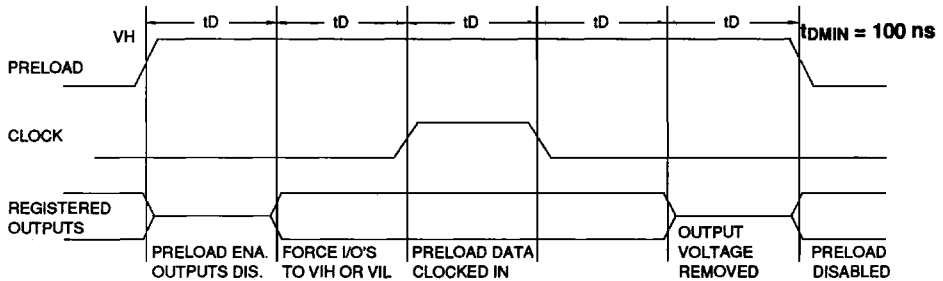 tD tD tD tD tD
VH
tDMIN = 100 ns
PRELOAD
CLOCK
REGISTERED
OUTPUTS
PRELOAD ENA.
OUTPUTS DIS.
FORCE I/O'S
TO VIH OR VIL
PRELOAD DATA
CLOCKED IN
OUTPUT
VOLTAGE
REMOVED
PRELOAD
DISABLED